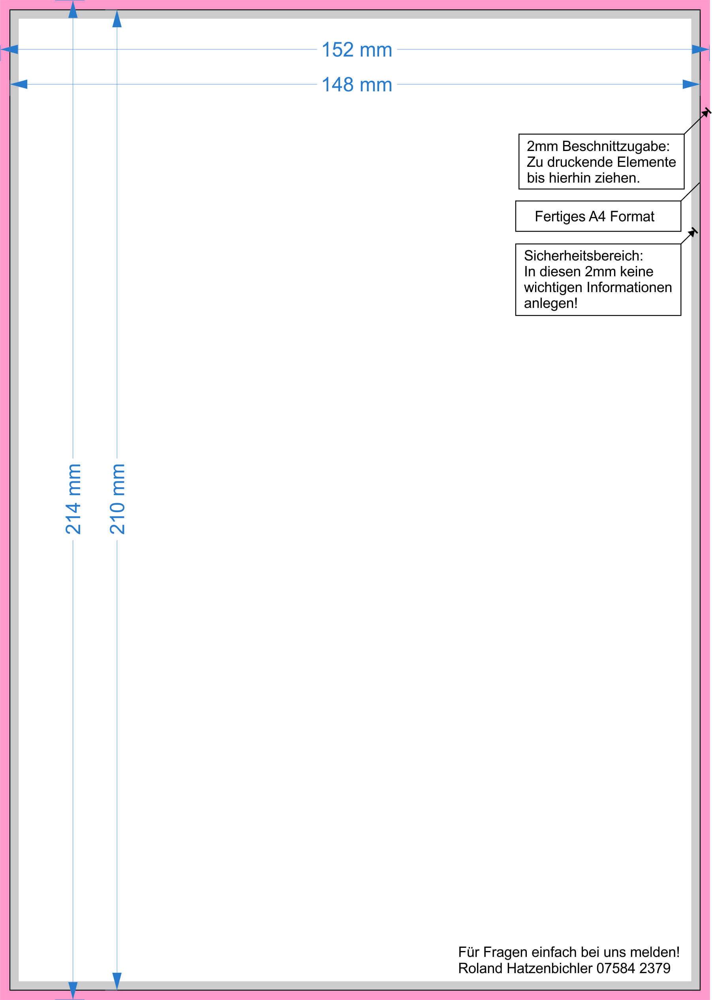 152 mm
148 mm
2mm Beschnittzugabe:
Zu druckende Elemente
bis hierhin ziehen.
Fertiges A4 Format
Sicherheitsbereich:
In diesen 2mm keine
wichtigen Informationen
anlegen!
214 mm
210 mm
Für Fragen einfach bei uns melden!
Roland Hatzenbichler 07584 2379